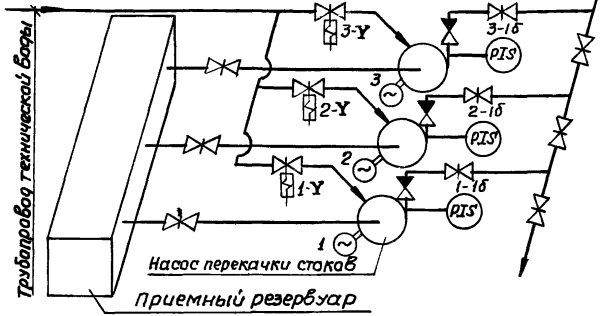 Трубопровод технической воды
3-У
3-1б
PIS
3
2-У
2-1б
PIS
2
1-У
1-1б
PIS
1
Насос перекачки стоков
Приемный резервуар